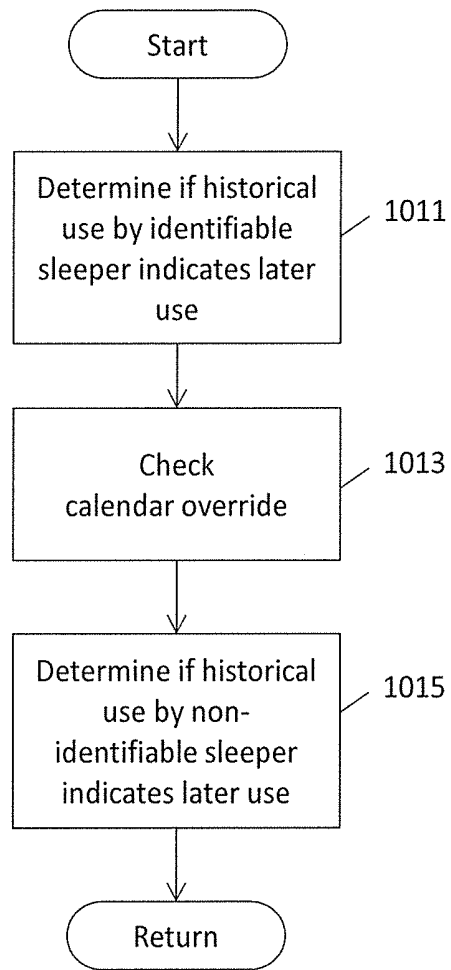 Start
Determine if historical
use by identifiable
sleeper indicates later
use
1011
Check
calendar override
1013
Determine if historical
use by non-
identifiable sleeper
indicates later use
1015
Return